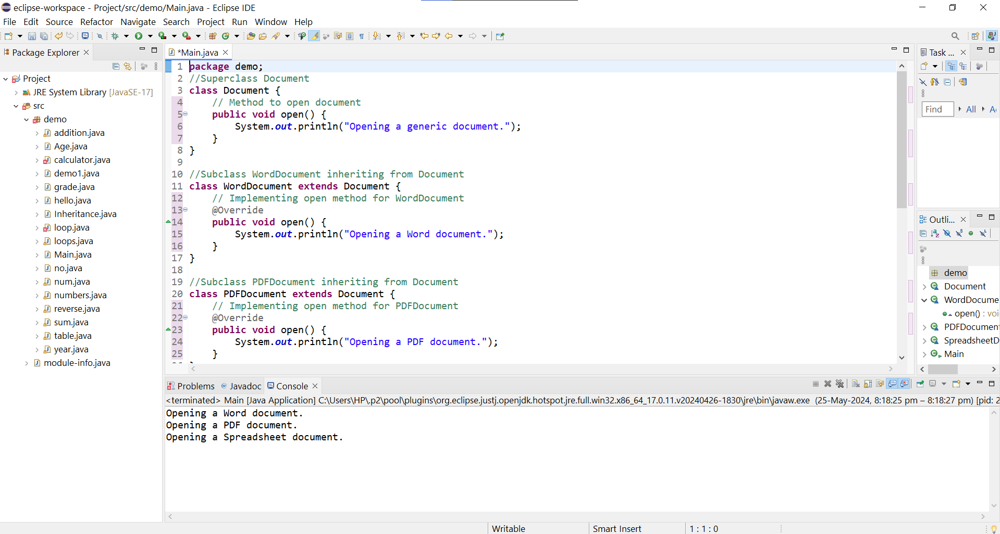 eclipse-workspace - Project/src/demo/Main.java - Eclipse IDE
File Edit Source Refactor Navigate Search Project Run Window Help
Package Explorer
Project
JRE System Library [JavaSE-17]
src
demo
addition.java
Age.java
calculator.java
demo1.java
grade.java
hello.java
Inheritance.java
loop.java
loops.java
Main.java
no.java
num.java
numbers.java
reverse.java
sum.java
table.java
year.java
module-info.java
*Main.java
1 package demo;
2 //Superclass Document
3 class Document {
4     // Method to open document
5     public void open() {
6         System.out.println("Opening a generic document.");
7     }
8 }
9
10 //Subclass WordDocument inheriting from Document
11 class WordDocument extends Document {
12     // Implementing open method for WordDocument
13     @Override
14     public void open() {
15         System.out.println("Opening a Word document.");
16     }
17 }
18
19 //Subclass PDFDocument inheriting from Document
20 class PDFDocument extends Document {
21     // Implementing open method for PDFDocument
22     @Override
23     public void open() {
24         System.out.println("Opening a PDF document.");
25     }
Task ...
Find All
Outli...
demo
Document
WordDocume
open() : voi
PDFDocument
SpreadsheetD
Main
Problems Javadoc Console
<terminated> Main [Java Application] C:\Users\HP\.p2\pool\plugins\org.eclipse.justj.openjdk.hotspot.jre.full.win32.x86_64_17.0.11.v20240426-1830\jre\bin\javaw.exe (25-May-2024, 8:18:25 pm – 8:18:27 pm) [pid: 2
Opening a Word document.
Opening a PDF document.
Opening a Spreadsheet document.
Writable Smart Insert 1 : 1 : 0